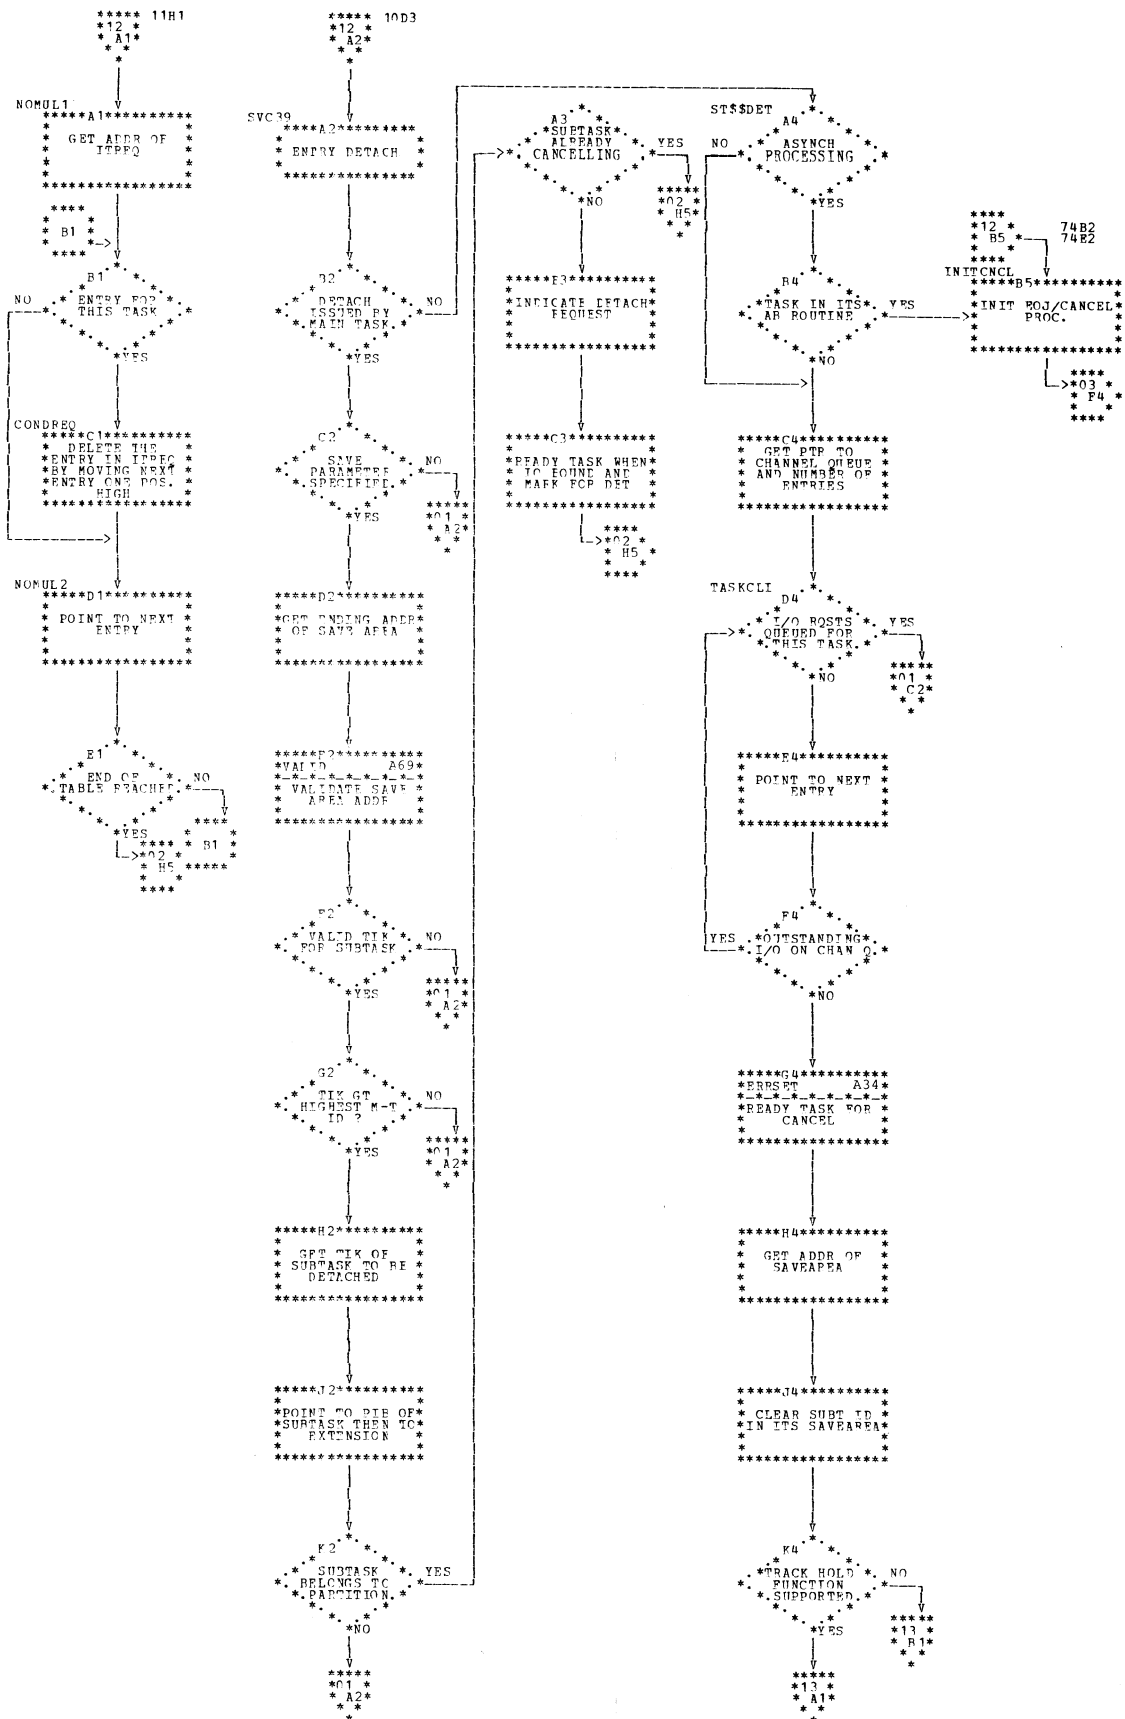 12
A1
11H1
NOMUL1
A1
GET ADDR OF
ITREQ
B1
B1
ENTRY FOR
THIS TASK
NO
YES
CONDREQ
C1
DELETE THE
ENTRY IN ITREQ
BY MOVING NEXT
ENTRY ONE POS.
HIGH
NOMUL2
D1
POINT TO NEXT
ENTRY
E1
END OF
TABLE REACHED
NO
B1
YES
02
H5
12
A2
10D3
SVC39
A2
ENTRY DETACH
B2
DETACH
ISSUED BY
MAIN TASK
NO
YES
C2
SAVE
PARAMETER
SPECIFIED
NO
01
A2
YES
D2
GET ENDING ADDR
OF SAVE AREA
E2
VALID A69
VALIDATE SAVE
AREA ADDR
F2
VALID TIK
FOR SUBTASK
NO
01
A2
YES
G2
TIK GT
HIGHEST M-T
ID ?
NO
01
A2
YES
H2
GET TIK OF
SUBTASK TO BE
DETACHED
J2
POINT TO PIB OF
SUBTASK THEN TO
EXTENSION
K2
SUBTASK
BELONGS TO
PARTITION
YES
NO
01
A2
A3
SUBTASK
ALREADY
CANCELLING
YES
02
H5
NO
B3
INDICATE DETACH
REQUEST
C3
READY TASK WHEN
IO BOUND AND
MARK FOR DET
02
H5
ST$$DET
A4
ASYNCH
PROCESSING
NO
YES
B4
TASK IN ITS
AB ROUTINE
YES
NO
12
B5
74B2
74E2
INITCNCL
B5
INIT EOJ/CANCEL
PROC.
03
F4
C4
GET PTR TO
CHANNEL QUEUE
AND NUMBER OF
ENTRIES
TASKCLI
D4
I/O RQSTS
QUEUED FOR
THIS TASK
YES
01
C2
NO
E4
POINT TO NEXT
ENTRY
F4
OUTSTANDING
I/O ON CHAN Q
YES
NO
G4
ERRSET A34
READY TASK FOR
CANCEL
H4
GET ADDR OF
SAVEAREA
J4
CLEAR SUBT ID
IN ITS SAVEAREA
K4
TRACK HOLD
FUNCTION
SUPPORTED
NO
13
B1
YES
13
A1